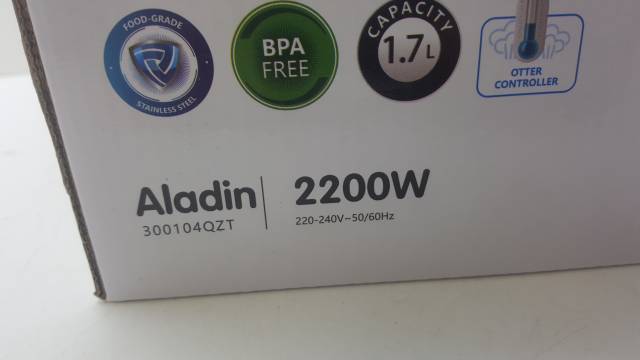 FOOD-GRADE
STAINLESS STEEL
BPA
FREE
CAPACITY
1.7L
OTTER
CONTROLLER
Aladin
300104QZT
2200W
220-240V~50/60Hz